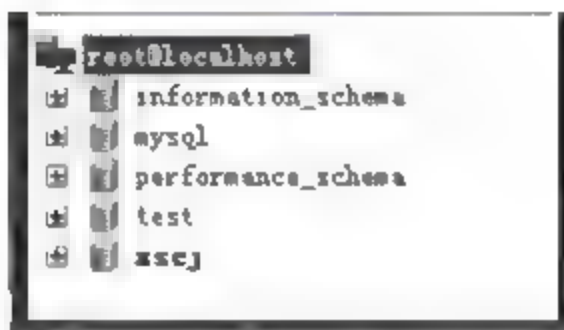 root@localhost
information_schema
mysql
performance_schema
test
xscj